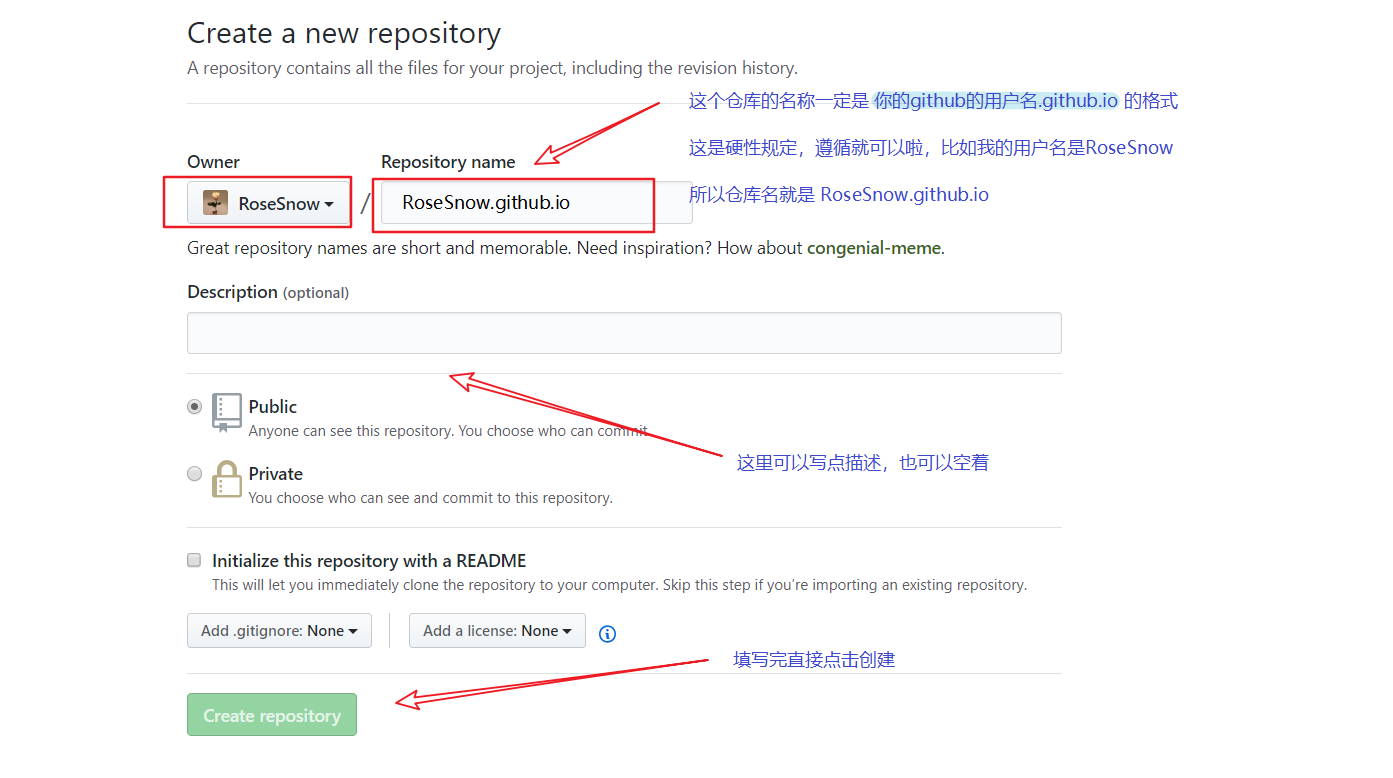 Create a new repository
A repository contains all the files for your project, including the revision history.
这个仓库的名称一定是 你的github的用户名.github.io 的格式
这是硬性规定，遵循就可以啦，比如我的用户名是RoseSnow
所以仓库名就是 RoseSnow.github.io
Owner
Repository name
RoseSnow
/
RoseSnow.github.io
Great repository names are short and memorable. Need inspiration? How about congenial-meme.
Description (optional)
Public
Anyone can see this repository. You choose who can commit.
这里可以写点描述，也可以空着
Private
You choose who can see and commit to this repository.
Initialize this repository with a README
This will let you immediately clone the repository to your computer. Skip this step if you’re importing an existing repository.
Add .gitignore: None
Add a license: None
填写完直接点击创建
Create repository